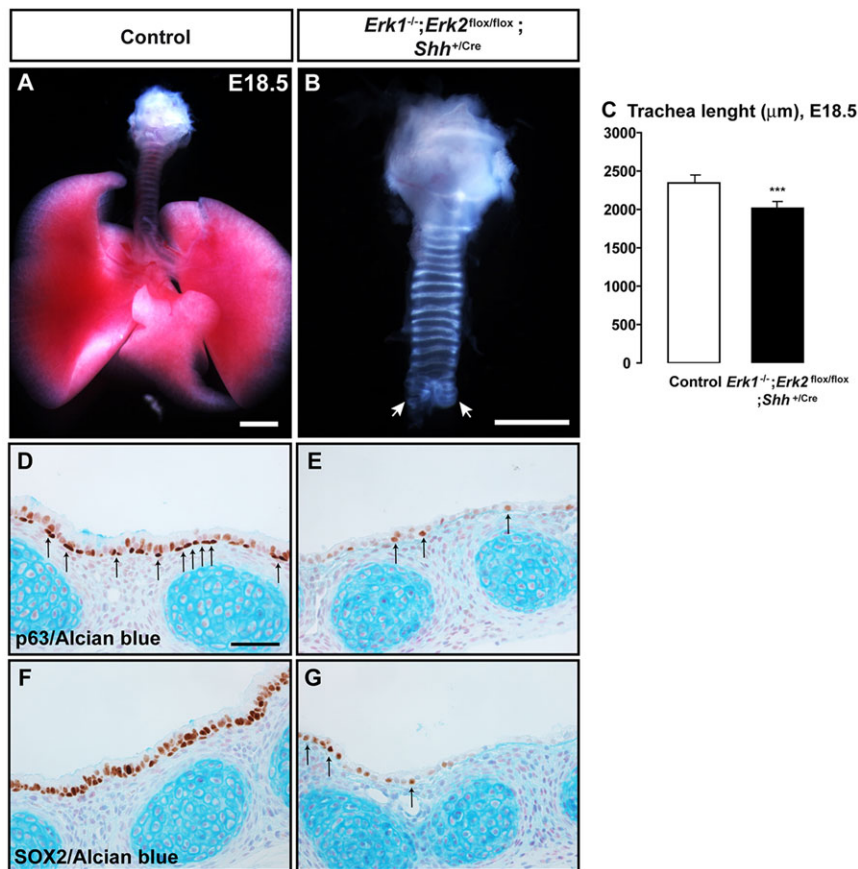 Control
Erk1-/-;Erk2flox/flox ;
Shh+/Cre
A
E18.5
B
C Trachea lenght (μm), E18.5
3000
2500
2000
1500
1000
500
0
***
Control Erk1-/-;Erk2flox/flox
;Shh+/Cre
D
p63/Alcian blue
E
F
SOX2/Alcian blue
G